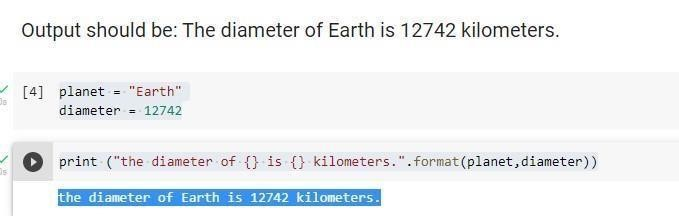 Output should be: The diameter of Earth is 12742 kilometers.
[4] planet = "Earth"
diameter = 12742
print ("the diameter of {} is {} kilometers.".format(planet,diameter))
the diameter of Earth is 12742 kilometers.